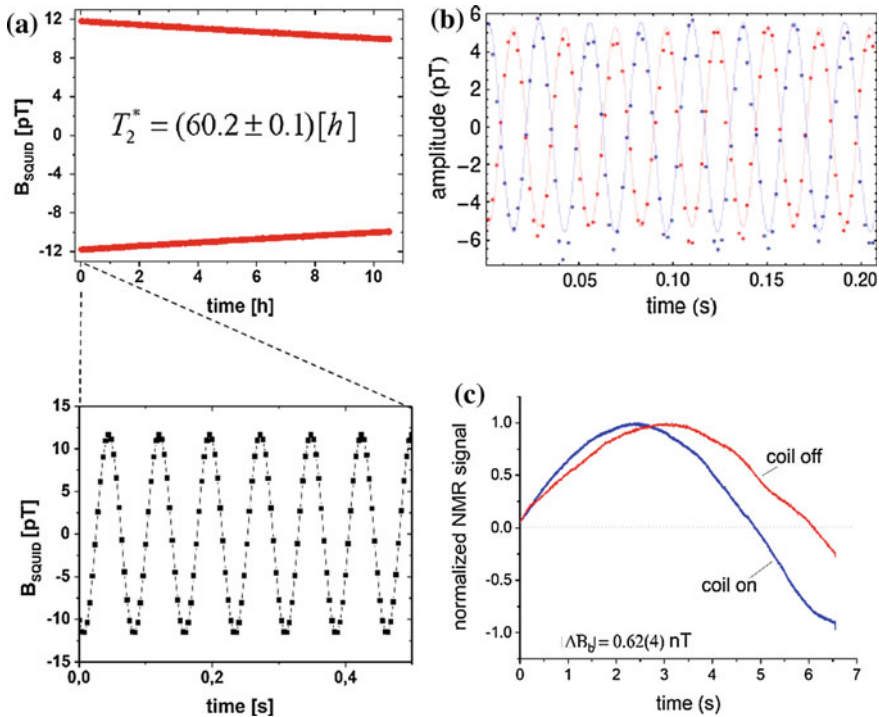 (a)
12
8
4
0
-4
-8
-12
B_SQUID [pT]
T₂* = (60.2 ± 0.1)[h]
0 2 4 6 8 10
time [h]
15
10
5
0
-5
-10
-15
B_SQUID [pT]
0,0 0,2 0,4
time [s]
(b)
6
4
2
0
−2
−4
−6
amplitude (pT)
0.05 0.10 0.15 0.20
time (s)
(c)
1.0
0.5
0.0
-0.5
-1.0
normalized NMR signal
coil off
coil on
|ΔB_b| = 0.62(4) nT
0 1 2 3 4 5 6 7
time (s)